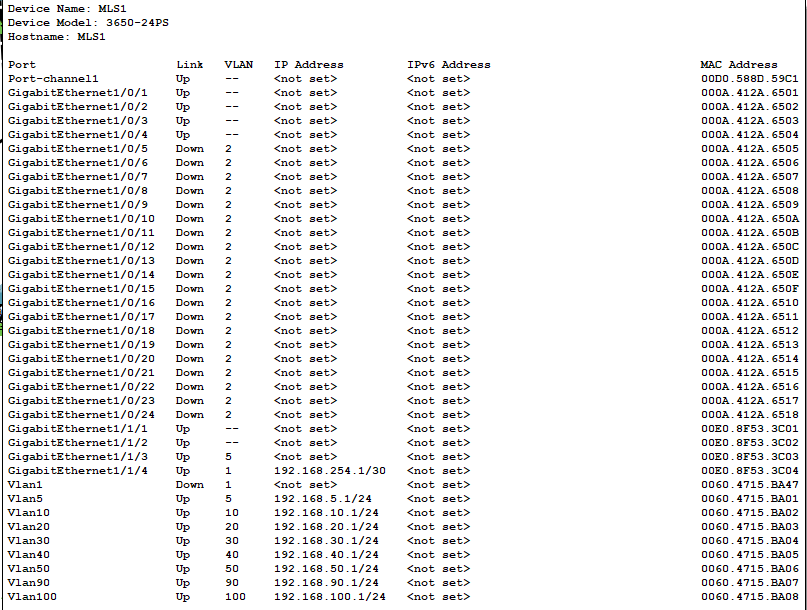 Device Name: MLS1
Device Model: 3650-24PS
Hostname: MLS1

Port Link VLAN IP Address IPv6 Address MAC Address
Port-channel1 Up -- <not set> <not set> 00D0.588D.59C1
GigabitEthernet1/0/1 Up -- <not set> <not set> 000A.412A.6501
GigabitEthernet1/0/2 Up -- <not set> <not set> 000A.412A.6502
GigabitEthernet1/0/3 Up -- <not set> <not set> 000A.412A.6503
GigabitEthernet1/0/4 Up -- <not set> <not set> 000A.412A.6504
GigabitEthernet1/0/5 Down 2 <not set> <not set> 000A.412A.6505
GigabitEthernet1/0/6 Down 2 <not set> <not set> 000A.412A.6506
GigabitEthernet1/0/7 Down 2 <not set> <not set> 000A.412A.6507
GigabitEthernet1/0/8 Down 2 <not set> <not set> 000A.412A.6508
GigabitEthernet1/0/9 Down 2 <not set> <not set> 000A.412A.6509
GigabitEthernet1/0/10 Down 2 <not set> <not set> 000A.412A.650A
GigabitEthernet1/0/11 Down 2 <not set> <not set> 000A.412A.650B
GigabitEthernet1/0/12 Down 2 <not set> <not set> 000A.412A.650C
GigabitEthernet1/0/13 Down 2 <not set> <not set> 000A.412A.650D
GigabitEthernet1/0/14 Down 2 <not set> <not set> 000A.412A.650E
GigabitEthernet1/0/15 Down 2 <not set> <not set> 000A.412A.650F
GigabitEthernet1/0/16 Down 2 <not set> <not set> 000A.412A.6510
GigabitEthernet1/0/17 Down 2 <not set> <not set> 000A.412A.6511
GigabitEthernet1/0/18 Down 2 <not set> <not set> 000A.412A.6512
GigabitEthernet1/0/19 Down 2 <not set> <not set> 000A.412A.6513
GigabitEthernet1/0/20 Down 2 <not set> <not set> 000A.412A.6514
GigabitEthernet1/0/21 Down 2 <not set> <not set> 000A.412A.6515
GigabitEthernet1/0/22 Down 2 <not set> <not set> 000A.412A.6516
GigabitEthernet1/0/23 Down 2 <not set> <not set> 000A.412A.6517
GigabitEthernet1/0/24 Down 2 <not set> <not set> 000A.412A.6518
GigabitEthernet1/1/1 Up -- <not set> <not set> 00E0.8F53.3C01
GigabitEthernet1/1/2 Up -- <not set> <not set> 00E0.8F53.3C02
GigabitEthernet1/1/3 Up 5 <not set> <not set> 00E0.8F53.3C03
GigabitEthernet1/1/4 Up 1 192.168.254.1/30 <not set> 00E0.8F53.3C04
Vlan1 Down 1 <not set> <not set> 0060.4715.BA47
Vlan5 Up 5 192.168.5.1/24 <not set> 0060.4715.BA01
Vlan10 Up 10 192.168.10.1/24 <not set> 0060.4715.BA02
Vlan20 Up 20 192.168.20.1/24 <not set> 0060.4715.BA03
Vlan30 Up 30 192.168.30.1/24 <not set> 0060.4715.BA04
Vlan40 Up 40 192.168.40.1/24 <not set> 0060.4715.BA05
Vlan50 Up 50 192.168.50.1/24 <not set> 0060.4715.BA06
Vlan90 Up 90 192.168.90.1/24 <not set> 0060.4715.BA07
Vlan100 Up 100 192.168.100.1/24 <not set> 0060.4715.BA08